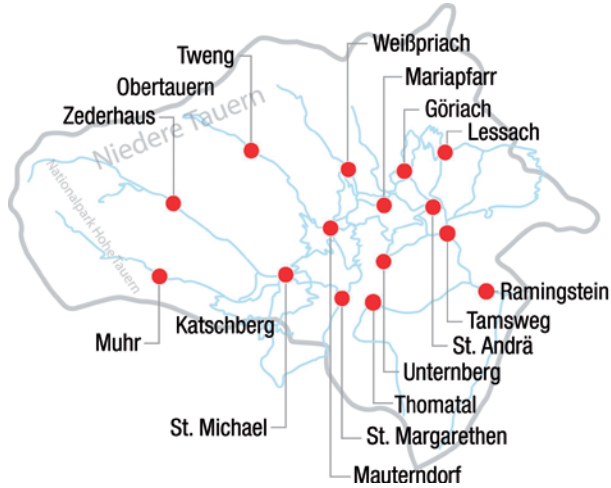 Weißpriach
Tweng
Mariapfarr
Obertauern
Göriach
Zederhaus
Niedere Tauern
Lessach
Nationalpark Hohe Tauern
Ramingstein
Katschberg
Tamsweg
Muhr
St. Andrä
Unternberg
Thomatal
St. Michael
St. Margarethen
Mauterndorf